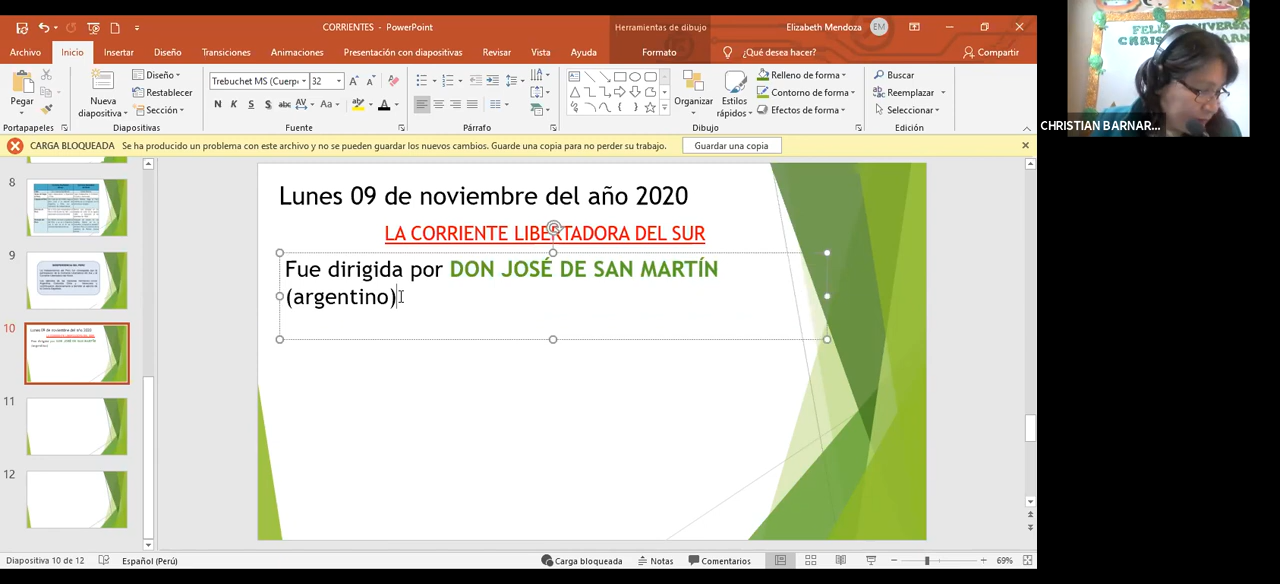 CORRIENTES - PowerPoint
Herramientas de dibujo
Elizabeth Mendoza
EM
Archivo
Inicio
Insertar
Diseño
Transiciones
Animaciones
Presentación con diapositivas
Revisar
Vista
Ayuda
Formato
¿Qué desea hacer?
Compartir
Pegar
Nueva
diapositiva
Diseño
Restablecer
Sección
Trebuchet MS (Cuerp
32
N K S S abc AV Aa
Organizar
Estilos
rápidos
Relleno de forma
Contorno de forma
Efectos de forma
Buscar
Reemplazar
Seleccionar
Portapapeles
Diapositivas
Fuente
Párrafo
Dibujo
Edición
CARGA BLOQUEADA Se ha producido un problema con este archivo y no se pueden guardar los nuevos cambios. Guarde una copia para no perder su trabajo.
Guardar una copia
8
9
10
11
12
Lunes 09 de noviembre del año 2020
LA CORRIENTE LIBERTADORA DEL SUR
Fue dirigida por DON JOSÉ DE SAN MARTÍN
(argentino)
Diapositiva 10 de 12
Español (Perú)
Carga bloqueada
Notas
Comentarios
69%
FELIZ
CHRISTIAN BARNAR...